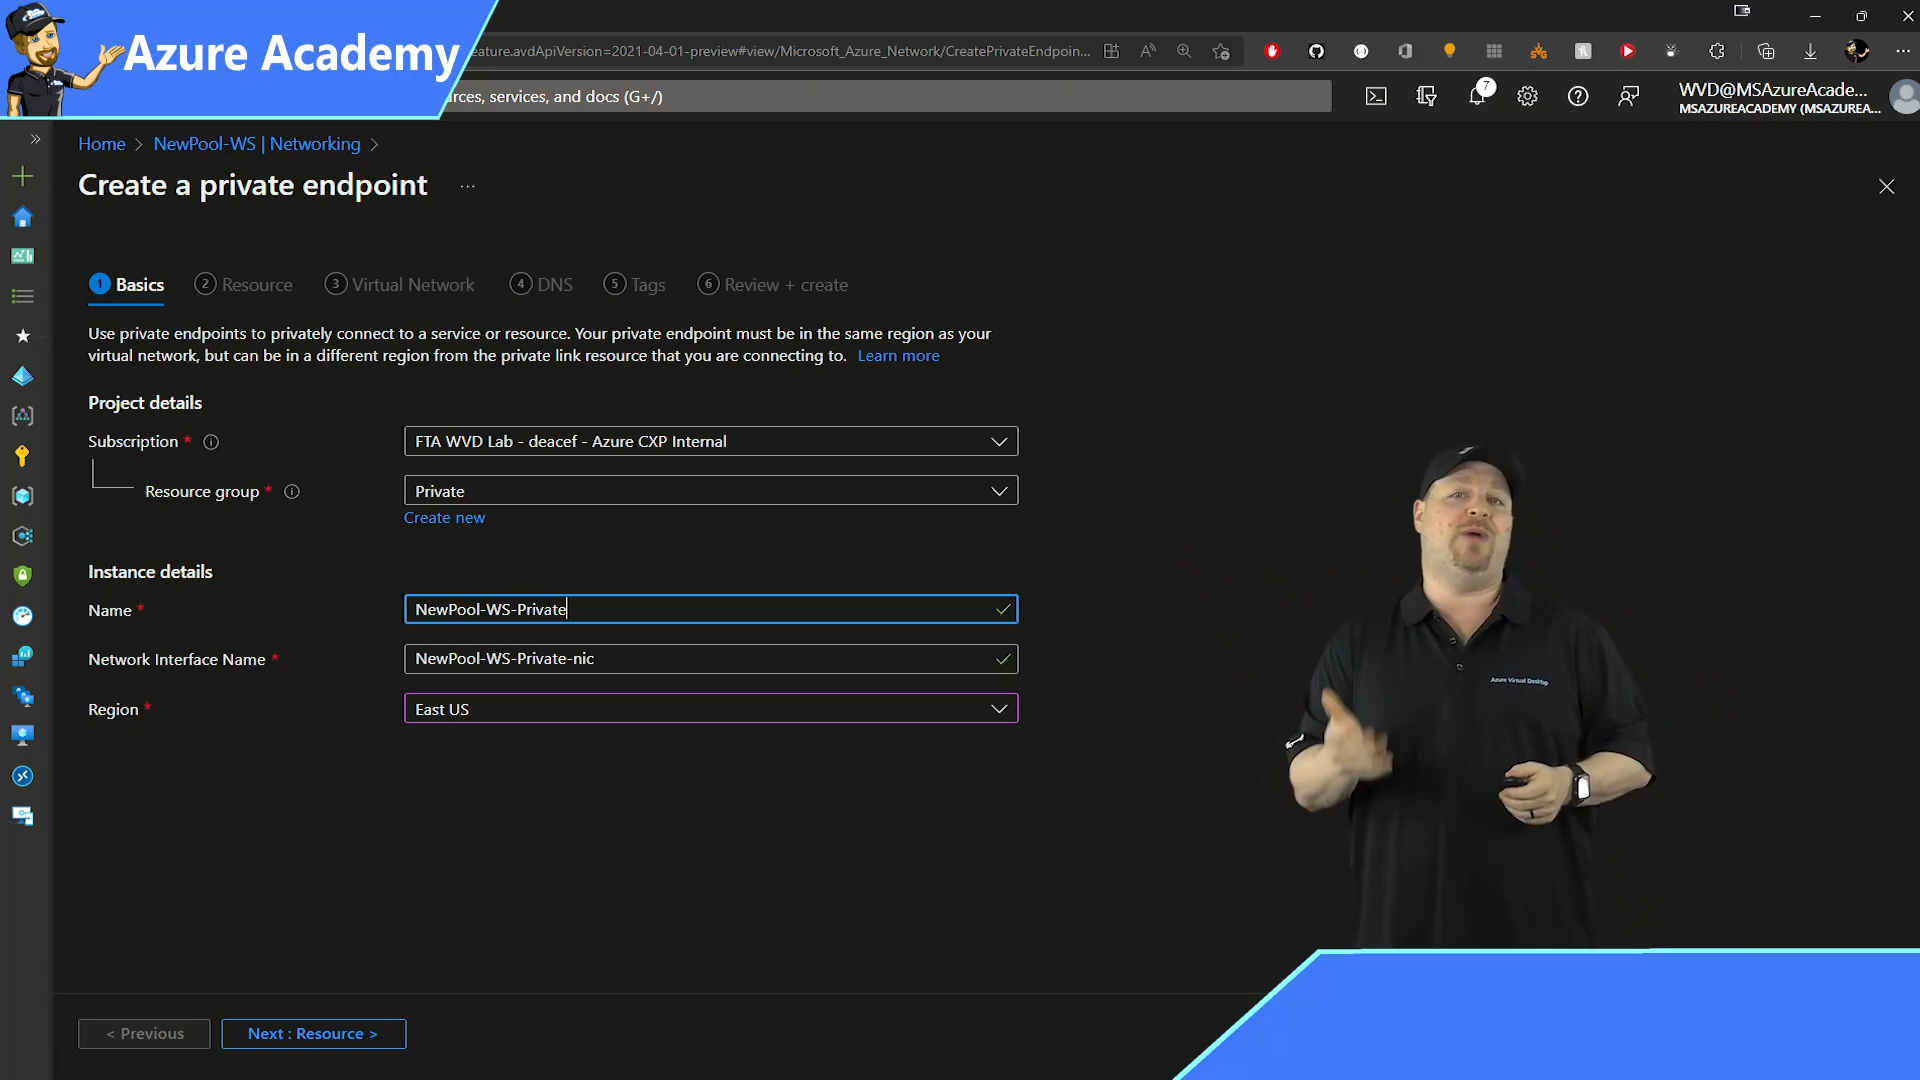 Azure Academy
eature.avdApiVersion=2021-04-01-preview#view/Microsoft_Azure_Network/CreatePrivateEndpoin...
rces, services, and docs (G+/)
7
WVD@MSAzureAcade...
MSAZUREACADEMY (MSAZUREA...
Home > NewPool-WS | Networking >
Create a private endpoint ...
1 Basics
2 Resource
3 Virtual Network
4 DNS
5 Tags
6 Review + create
Use private endpoints to privately connect to a service or resource. Your private endpoint must be in the same region as your
virtual network, but can be in a different region from the private link resource that you are connecting to. Learn more
Project details
Subscription *
FTA WVD Lab - deacef - Azure CXP Internal
Resource group *
Private
Create new
Instance details
Name *
NewPool-WS-Private
Network Interface Name *
NewPool-WS-Private-nic
Region *
East US
Azure Virtual Desktop
< Previous
Next : Resource >